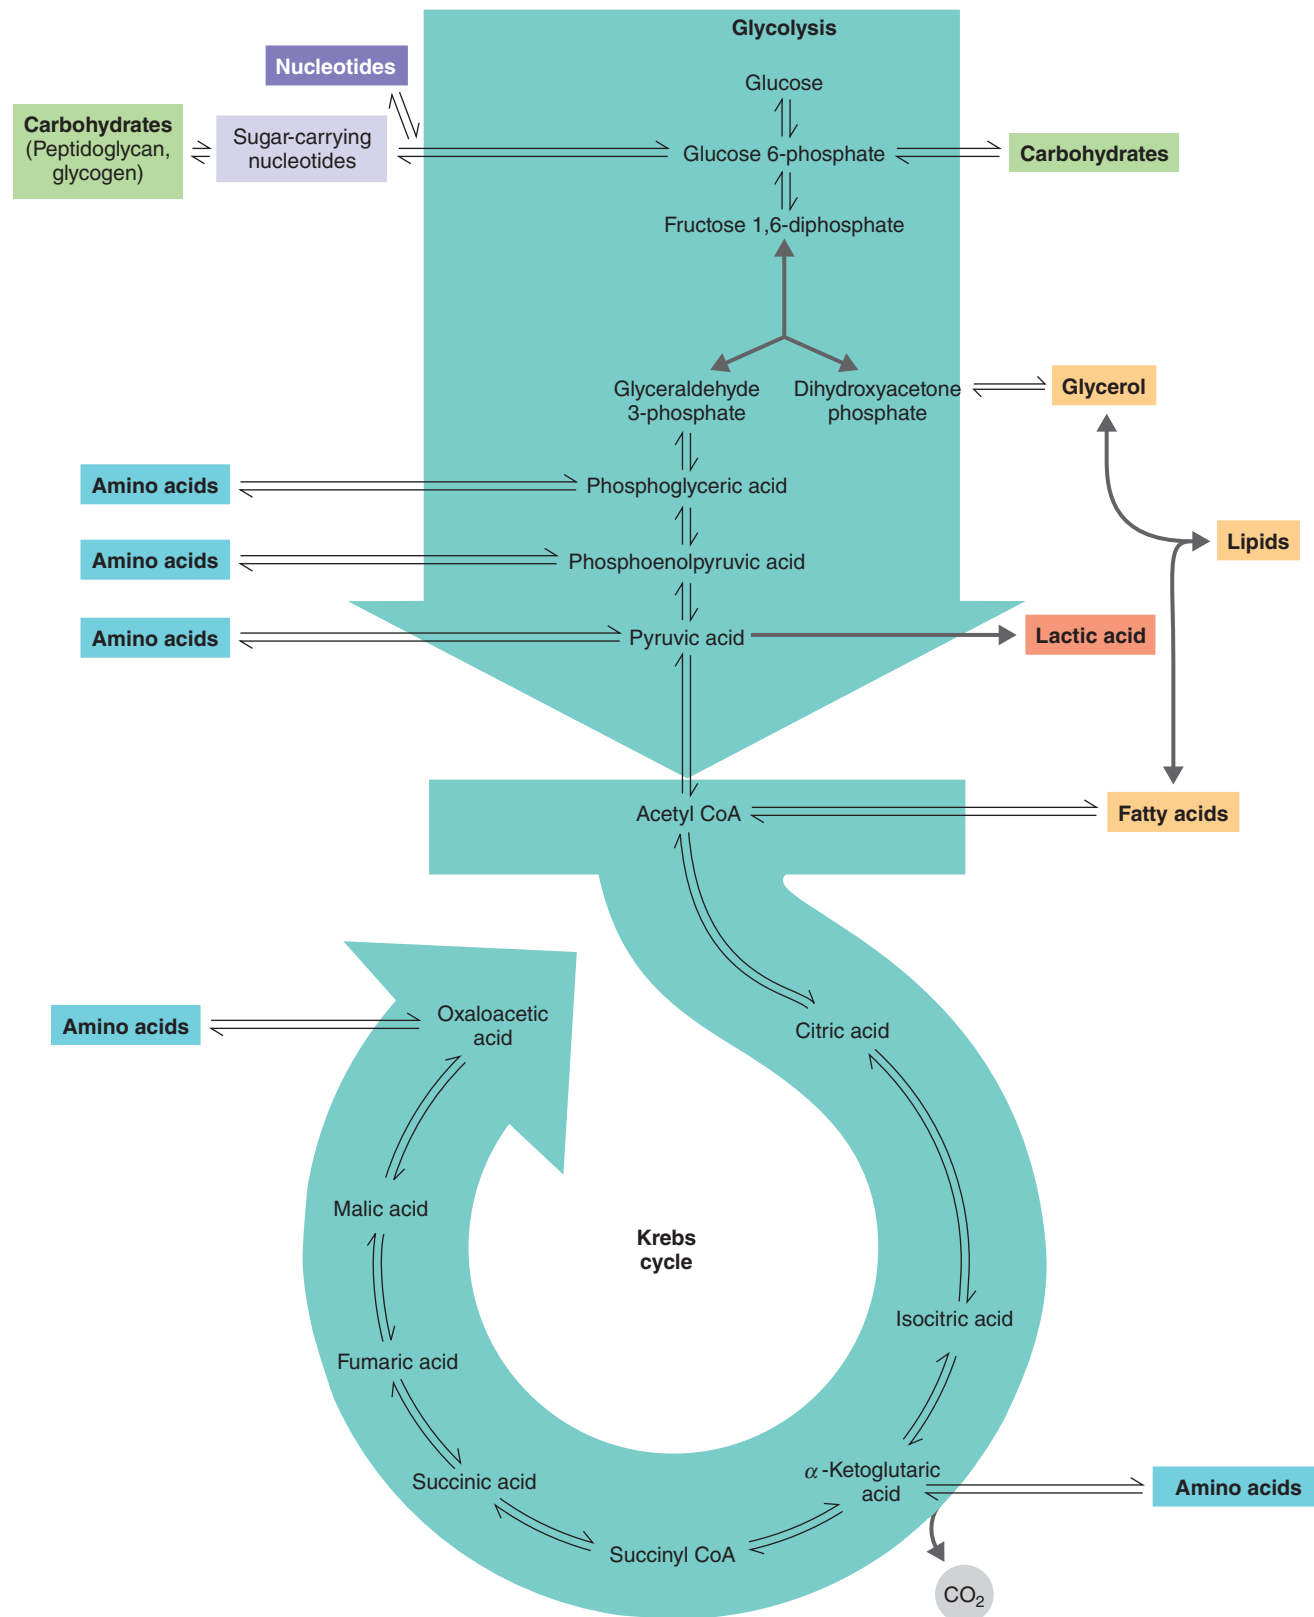 Glycolysis
Nucleotides
Glucose
Carbohydrates
(Peptidoglycan,
glycogen)
Sugar-carrying
nucleotides
Glucose 6-phosphate
Carbohydrates
Fructose 1,6-diphosphate
Glyceraldehyde
3-phosphate
Dihydroxyacetone
phosphate
Glycerol
Amino acids
Phosphoglyceric acid
Lipids
Amino acids
Phosphoenolpyruvic acid
Amino acids
Pyruvic acid
Lactic acid
Acetyl CoA
Fatty acids
Amino acids
Oxaloacetic
acid
Citric acid
Malic acid
Krebs
cycle
Isocitric acid
Fumaric acid
Succinic acid
α-Ketoglutaric
acid
Amino acids
Succinyl CoA
CO₂